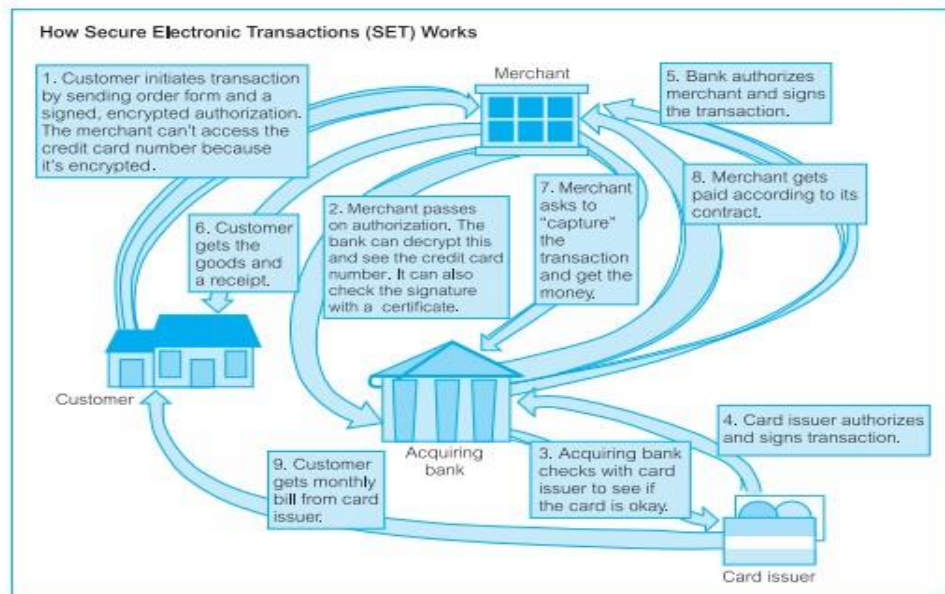 How Secure Electronic Transactions (SET) Works
1. Customer initiates transaction
by sending order form and a
signed, encrypted authorization.
The merchant can't access the
credit card number because
it's encrypted.
Merchant
5. Bank authorizes
merchant and signs
the transaction.
6. Customer
gets the
goods and
a receipt.
2. Merchant passes
on authorization. The
bank can decrypt this
and see the credit card
number. It can also
check the signature
with a certificate.
7. Merchant
asks to
"capture"
the
transaction
and get the
money.
8. Merchant gets
paid according to its
contract.
Customer
Acquiring
bank
4. Card issuer authorizes
and signs transaction.
9. Customer
gets monthly
bill from card
issuer.
3. Acquiring bank
checks with card
issuer to see if
the card is okay.
Card issuer